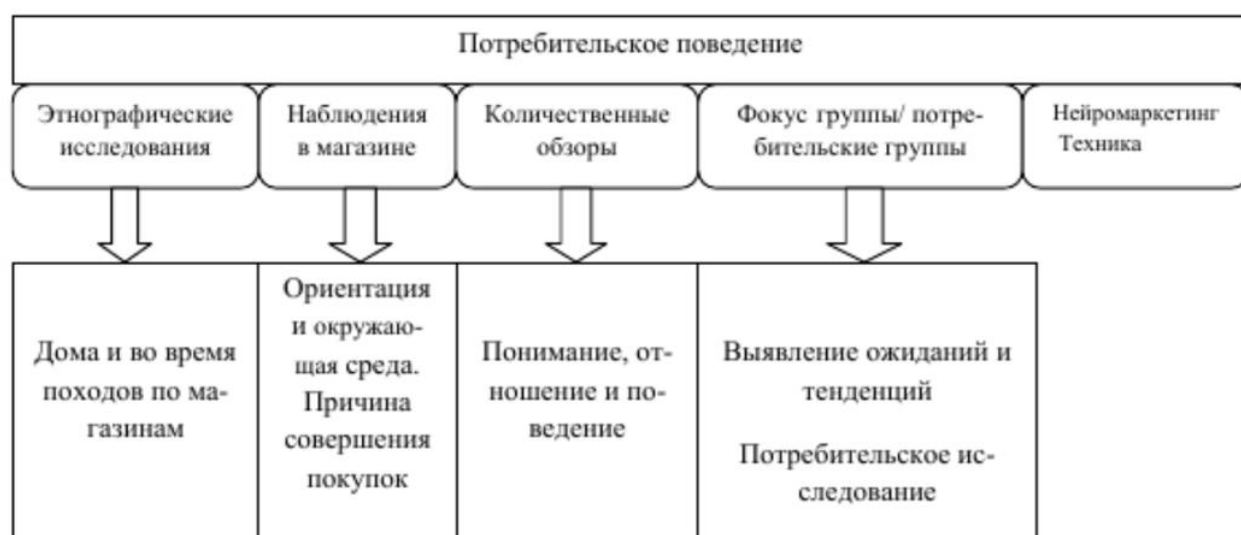 Потребительское поведение
Этнографические
исследования
Наблюдения
в магазине
Количественные
обзоры
Фокус группы/ потре-
бительские группы
Нейромаркетинг
Техника
Дома и во время
походов по ма-
газинам
Ориентация
и окружаю-
щая среда.
Причина
совершения
покупок
Понимание, от-
ношение и по-
ведение
Выявление ожиданий и
тенденций
Потребительское ис-
следование